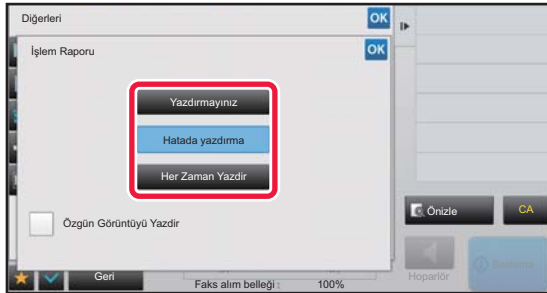 Diğerleri
OK
İşlem Raporu
OK
Yazdırmayınız
Hatada yazdırma
Her Zaman Yazdir
Özgün Görüntüyü Yazdir
Önizle
CA
Geri
Faks alım belleği
100%
Hoparlör